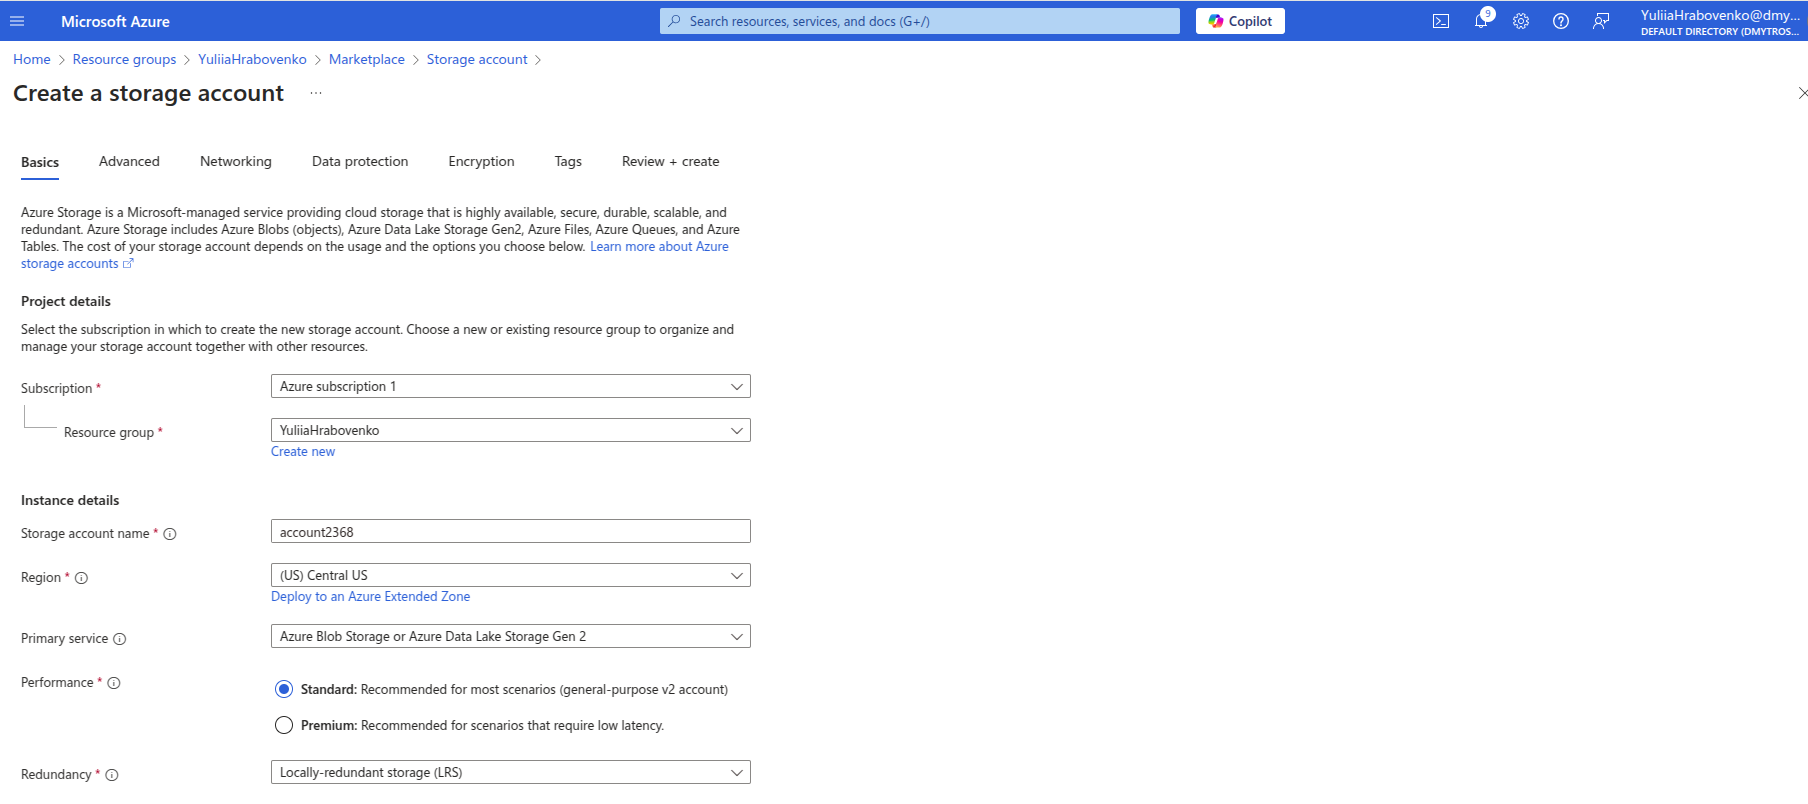 Microsoft Azure
Search resources, services, and docs (G+/)
Copilot
9
YuliiaHrabovenko@dmy...
DEFAULT DIRECTORY (DMYTROS...
Home > Resource groups > YuliiaHrabovenko > Marketplace > Storage account >
Create a storage account ...
Basics Advanced Networking Data protection Encryption Tags Review + create
Azure Storage is a Microsoft-managed service providing cloud storage that is highly available, secure, durable, scalable, and
redundant. Azure Storage includes Azure Blobs (objects), Azure Data Lake Storage Gen2, Azure Files, Azure Queues, and Azure
Tables. The cost of your storage account depends on the usage and the options you choose below. Learn more about Azure
storage accounts
Project details
Select the subscription in which to create the new storage account. Choose a new or existing resource group to organize and
manage your storage account together with other resources.
Subscription * Azure subscription 1
Resource group * YuliiaHrabovenko
Create new
Instance details
Storage account name * account2368
Region * (US) Central US
Deploy to an Azure Extended Zone
Primary service Azure Blob Storage or Azure Data Lake Storage Gen 2
Performance * Standard: Recommended for most scenarios (general-purpose v2 account)
Premium: Recommended for scenarios that require low latency.
Redundancy * Locally-redundant storage (LRS)